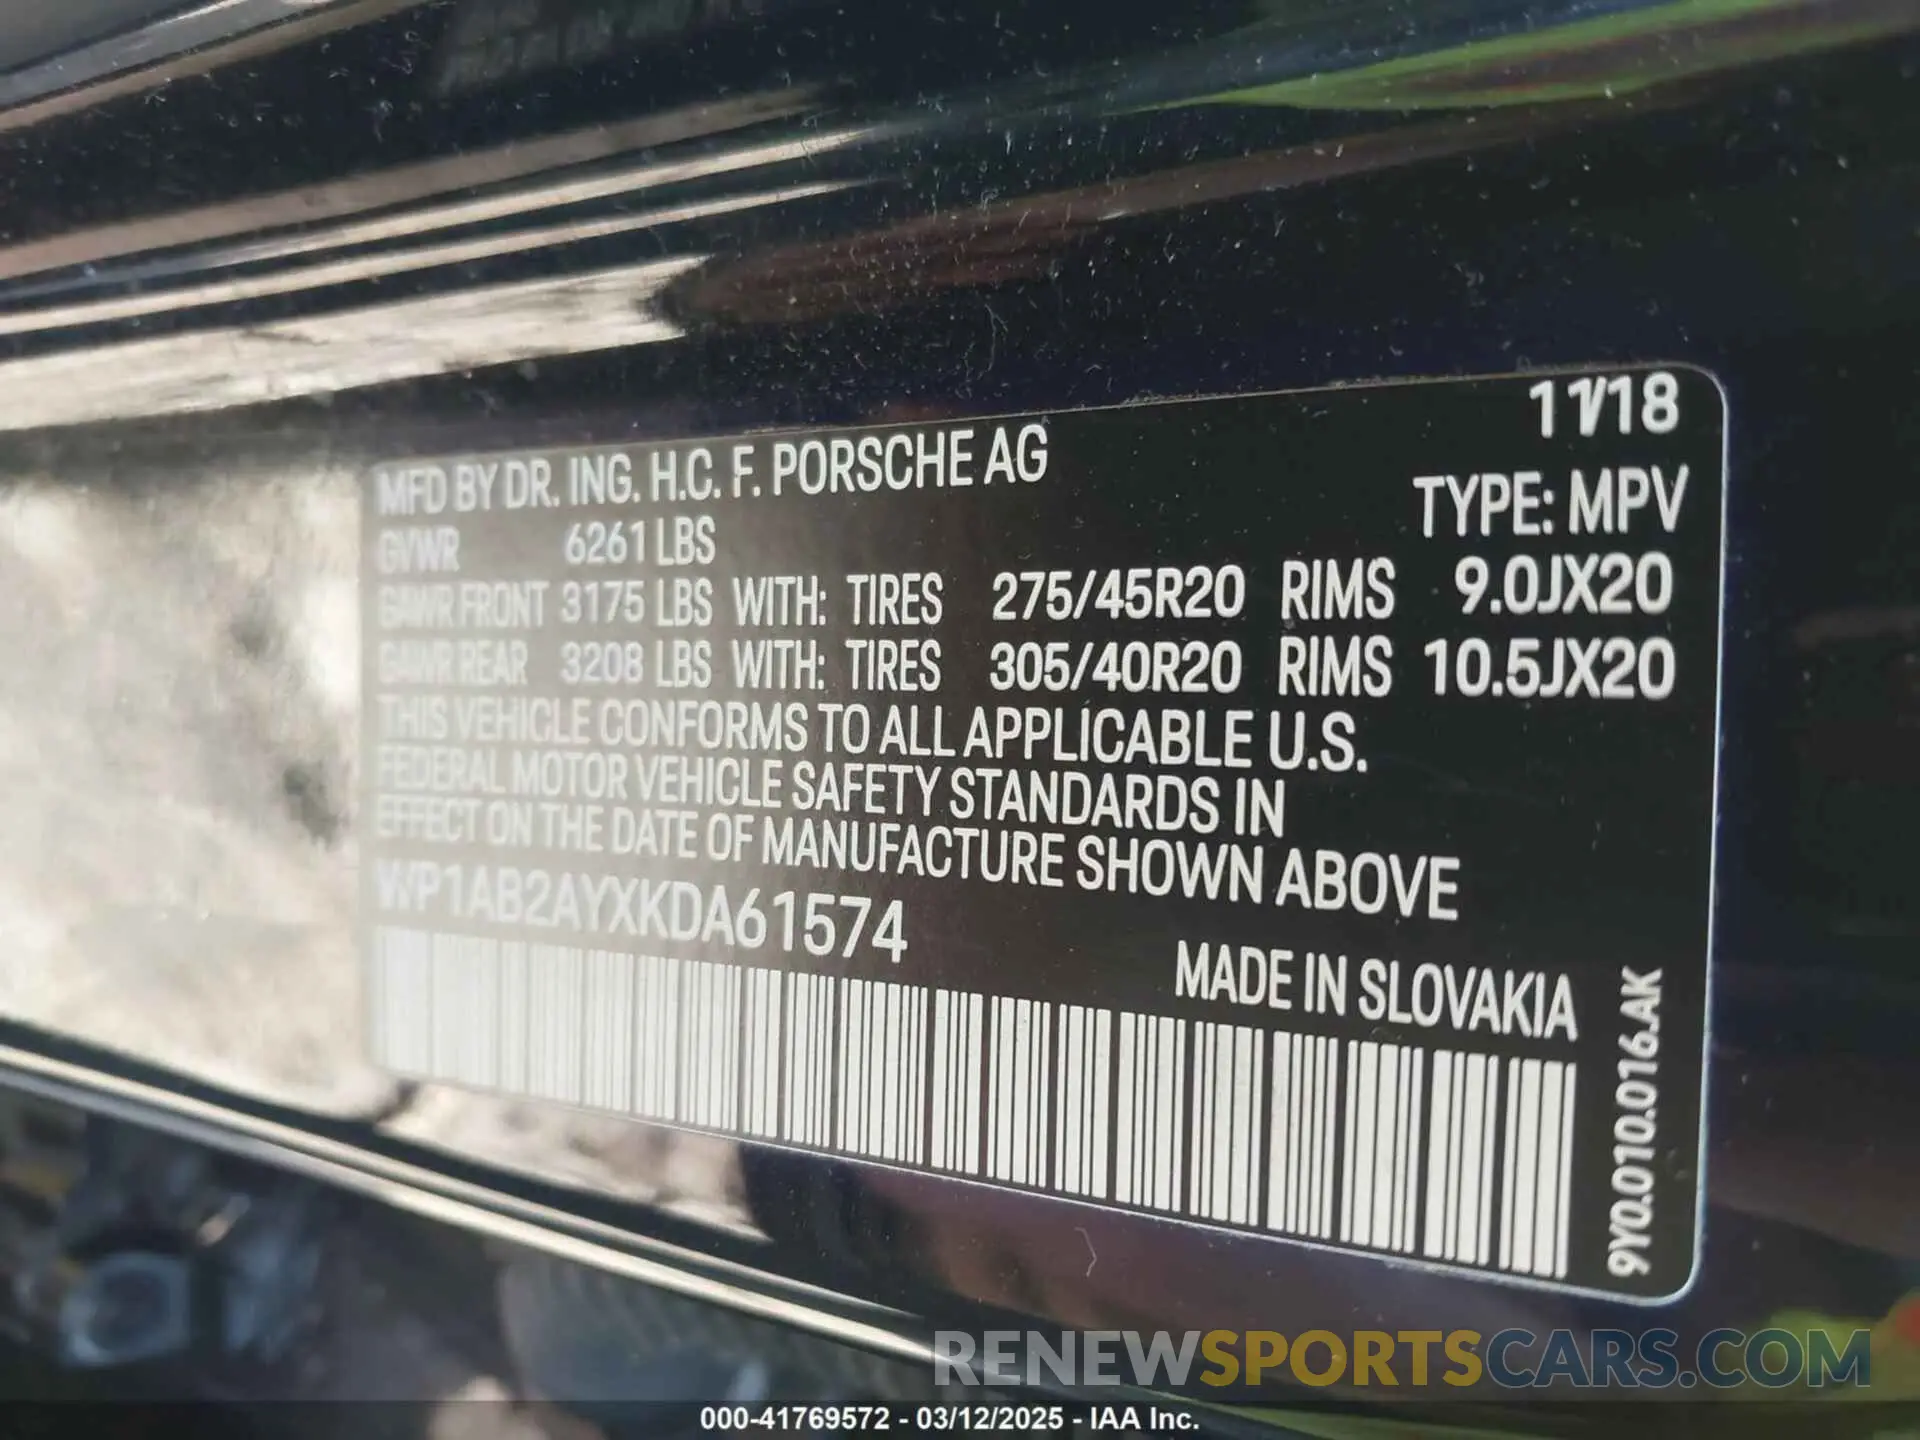 11/18
MFD BY DR. ING. H.C. F. PORSCHE AG
TYPE: MPV
GVWR 6261 LBS
GAWR FRONT 3175 LBS WITH: TIRES 275/45R20 RIMS 9.0JX20
GAWR REAR 3208 LBS WITH: TIRES 305/40R20 RIMS 10.5JX20
THIS VEHICLE CONFORMS TO ALL APPLICABLE U.S.
FEDERAL MOTOR VEHICLE SAFETY STANDARDS IN
EFFECT ON THE DATE OF MANUFACTURE SHOWN ABOVE
WP1AB2AYXKDA61574
MADE IN SLOVAKIA
9Y0.010.016.AK
RENEWSPORTSCARS.COM
000-41769572 - 03/12/2025 - IAA Inc.